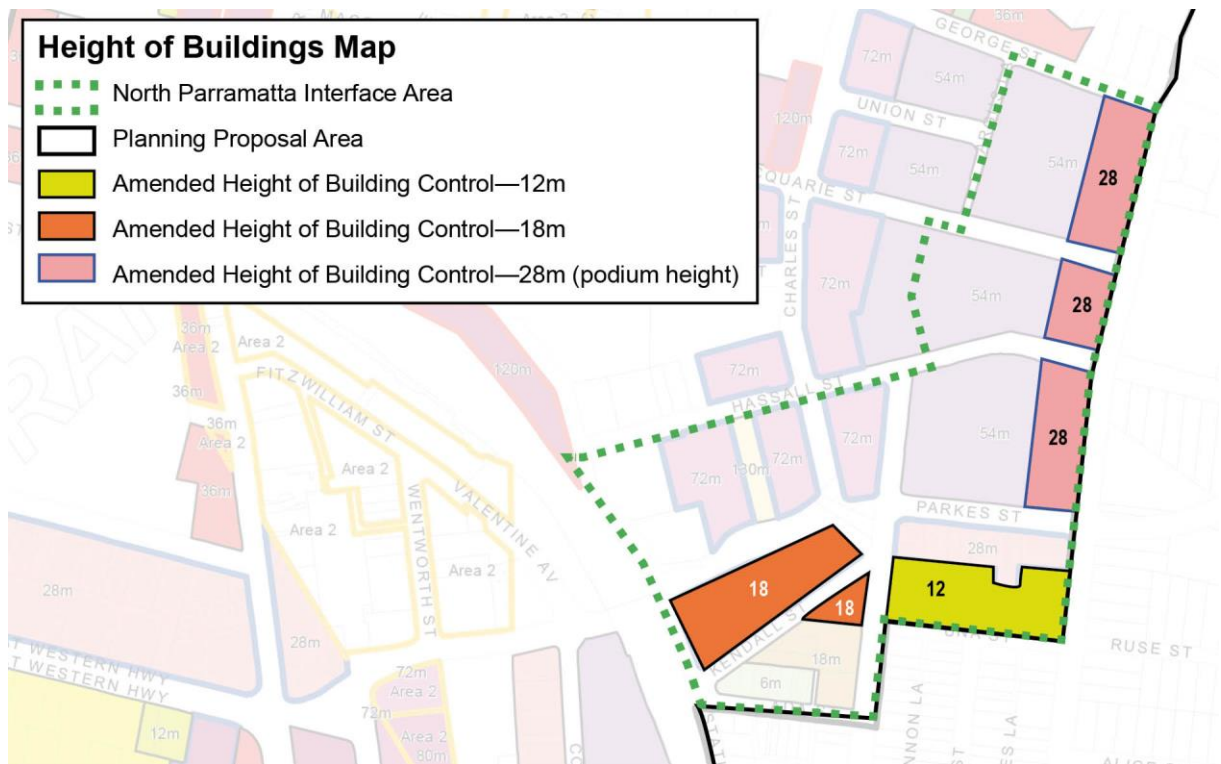 Height of Buildings Map
North Parramatta Interface Area
Planning Proposal Area
Amended Height of Building Control—12m
Amended Height of Building Control—18m
Amended Height of Building Control—28m (podium height)
36m
GEORGE ST
72m
54m
UNION ST
120m
72m
54m
54m
28
CHARLES ST
72m
54m
28
36m
Area 2
Area 2
120m
72m
HASSALL ST
36m
FITZWILLIAM ST
36m
Area 2
Area 2
72m
130m
72m
72m
54m
28
36m
WENTWORTH ST
VALENTINE AV
PARKES ST
Area 2
Area 2
28m
28m
18
12
18
28m
KENDALL ST
RUSE ST
18m
6m
WESTERN HWY
WESTERN HWY
72m
Area 2
72m
12m
Area 2
80m